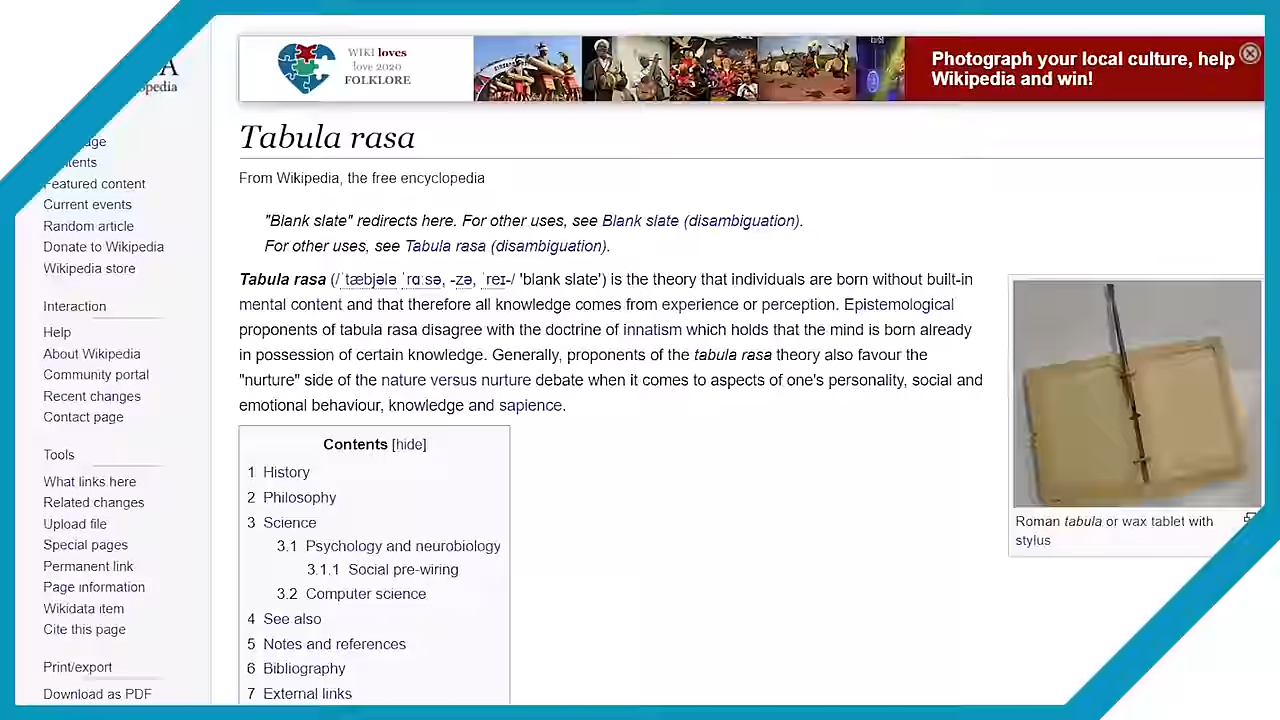 WIKI loves
love 2020
FOLKLORE
Photograph your local culture, help
Wikipedia and win!
Tabula rasa
From Wikipedia, the free encyclopedia
"Blank slate" redirects here. For other uses, see Blank slate (disambiguation).
For other uses, see Tabula rasa (disambiguation).
Tabula rasa (/ˈtæbjələ ˈrɑːsə, -zə, ˈreɪ-/ 'blank slate') is the theory that individuals are born without built-in
mental content and that therefore all knowledge comes from experience or perception. Epistemological
proponents of tabula rasa disagree with the doctrine of innatism which holds that the mind is born already
in possession of certain knowledge. Generally, proponents of the tabula rasa theory also favour the
"nurture" side of the nature versus nurture debate when it comes to aspects of one's personality, social and
emotional behaviour, knowledge and sapience.
Roman tabula or wax tablet with
stylus
Contents [hide]
1 History
2 Philosophy
3 Science
3.1 Psychology and neurobiology
3.1.1 Social pre-wiring
3.2 Computer science
4 See also
5 Notes and references
6 Bibliography
7 External links
Featured content
Current events
Random article
Donate to Wikipedia
Wikipedia store
Interaction
Help
About Wikipedia
Community portal
Recent changes
Contact page
Tools
What links here
Related changes
Upload file
Special pages
Permanent link
Page information
Wikidata item
Cite this page
Print/export
Download as PDF